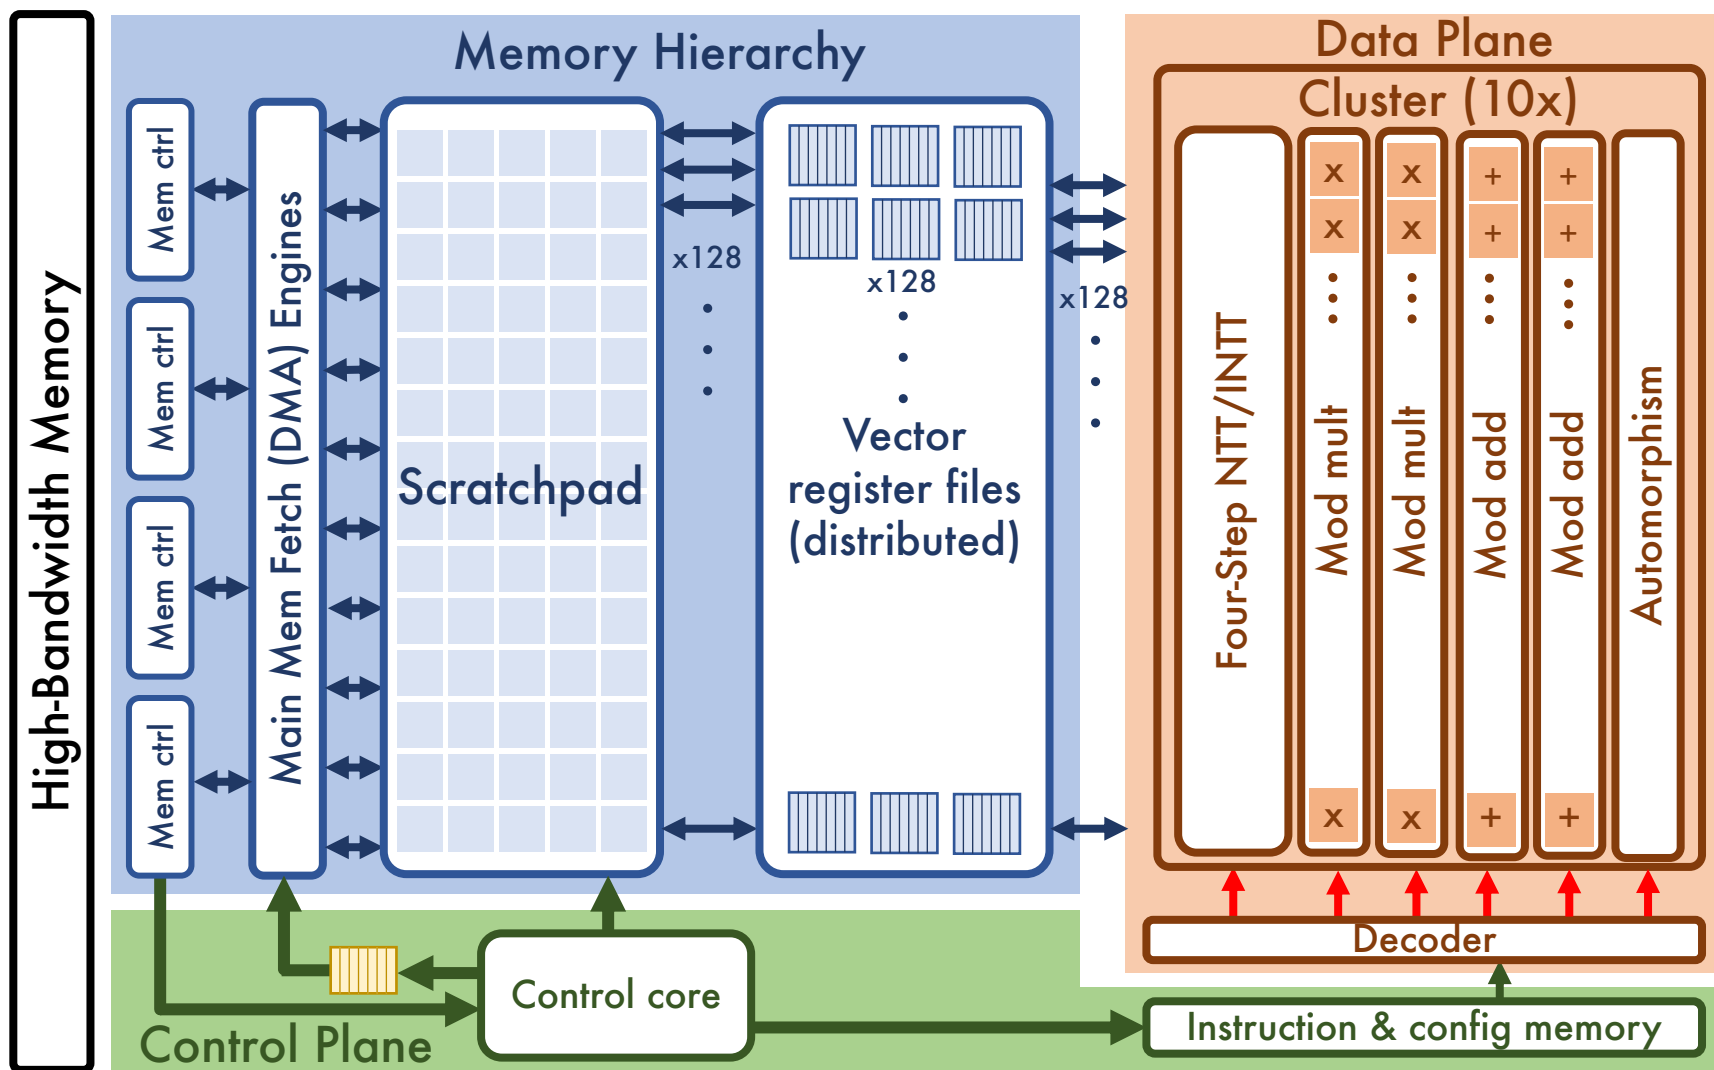 High-Bandwidth Memory
Memory Hierarchy
Mem ctrl
Mem ctrl
Mem ctrl
Mem ctrl
Main Mem Fetch (DMA) Engines
Scratchpad
x128
x128
Vector
register files
(distributed)
x128
Data Plane
Cluster (10x)
Four-Step NTT/INTT
x
x
Mod mult
x
x
x
Mod mult
x
+
+
Mod add
+
+
+
Mod add
+
Automorphism
Decoder
Control Plane
Control core
Instruction & config memory